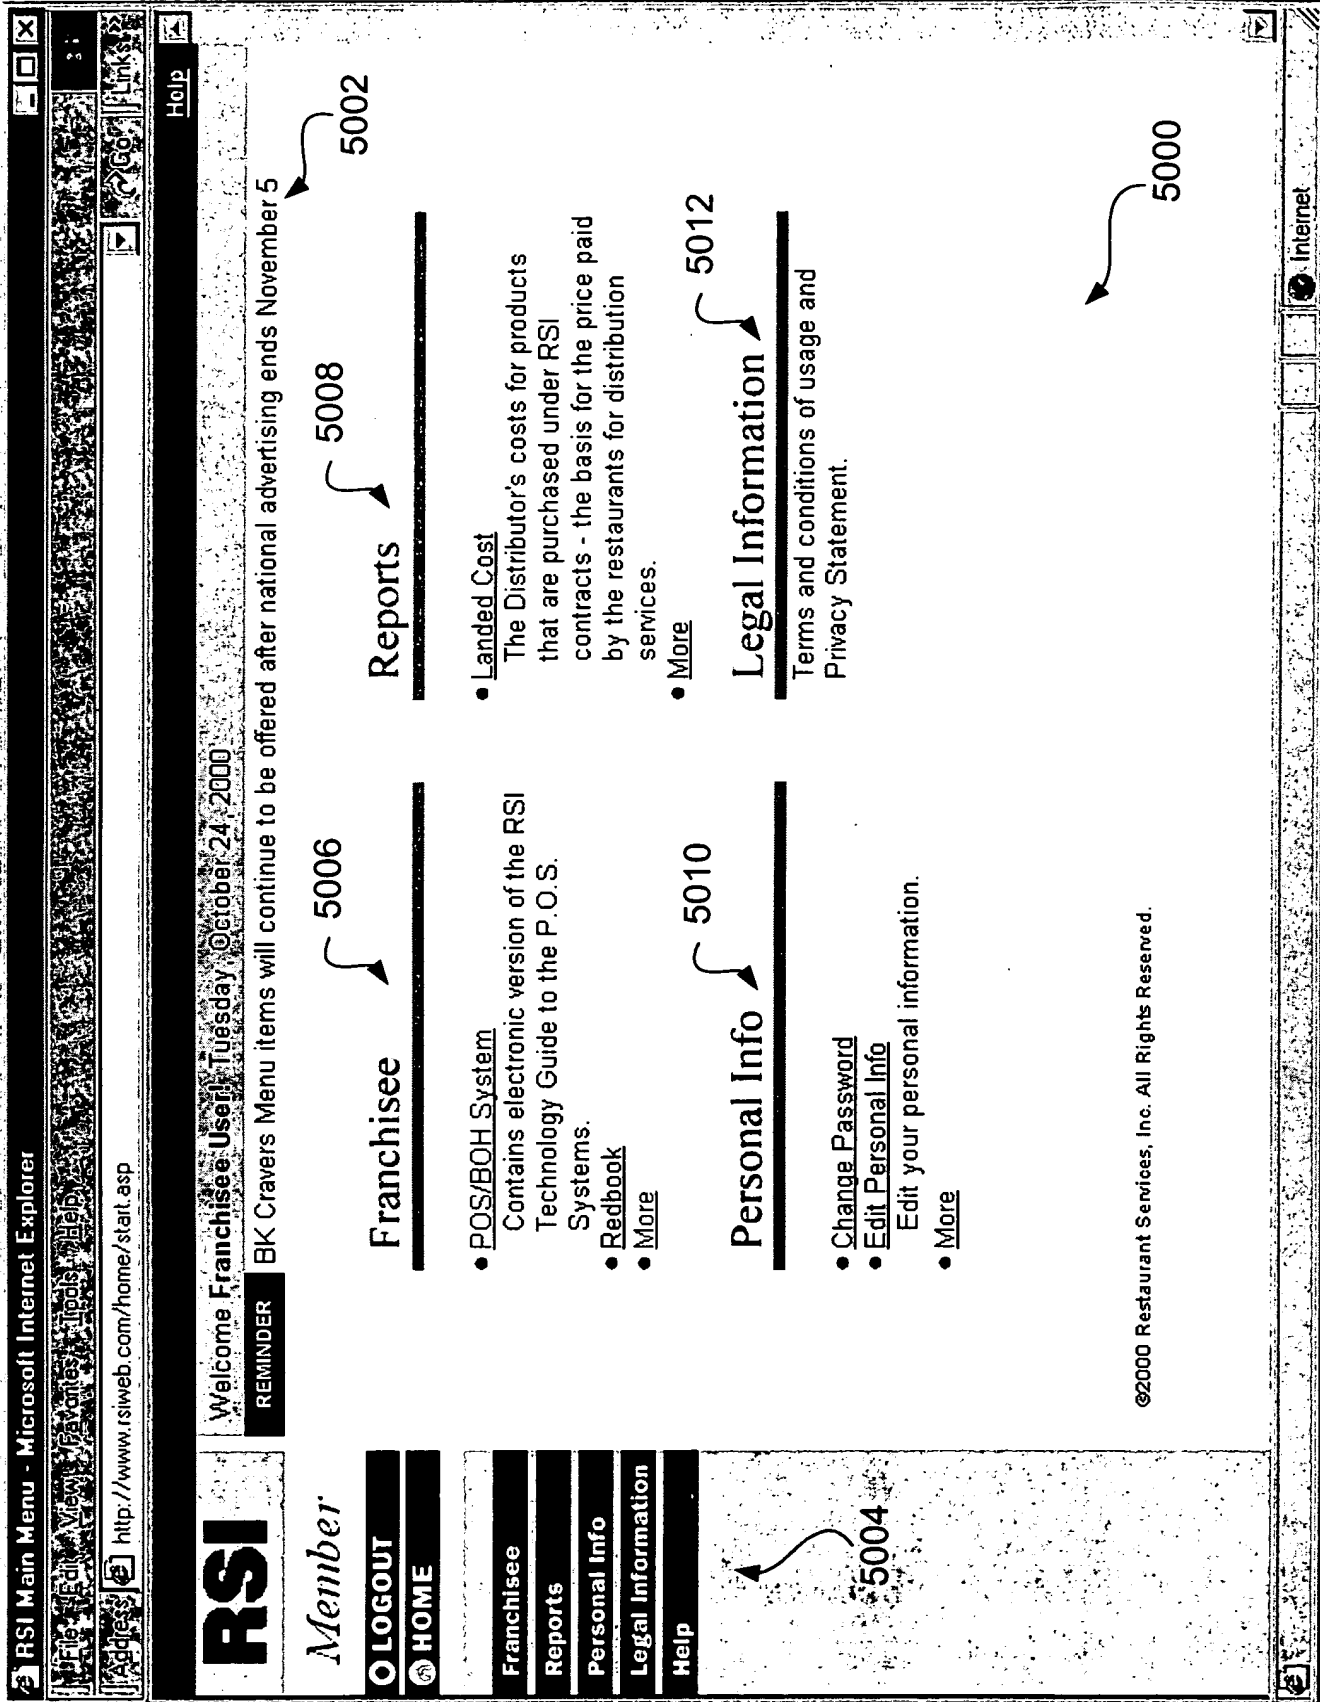 RSI Main Menu - Microsoft Internet Explorer
File Edit View Favorites Tools Help
Address http://www.rsiweb.com/home/start.asp Go Links »
Help
RSI
Welcome Franchisee User! Tuesday, October 24, 2000
REMINDER BK Cravers Menu items will continue to be offered after national advertising ends November 5
5002
Member
LOGOUT
HOME
Franchisee
Reports
Personal Info
Legal Information
Help
5004
5006
Franchisee
• POS/BOH System
Contains electronic version of the RSI
Technology Guide to the P.O.S.
Systems.
• Redbook
• More
5008
Reports
• Landed Cost
The Distributor's costs for products
that are purchased under RSI
contracts - the basis for the price paid
by the restaurants for distribution
services.
• More
5010
Personal Info
• Change Password
• Edit Personal Info
Edit your personal information.
• More
5012
Legal Information
Terms and conditions of usage and
Privacy Statement.
5000
©2000 Restaurant Services, Inc. All Rights Reserved.
Internet